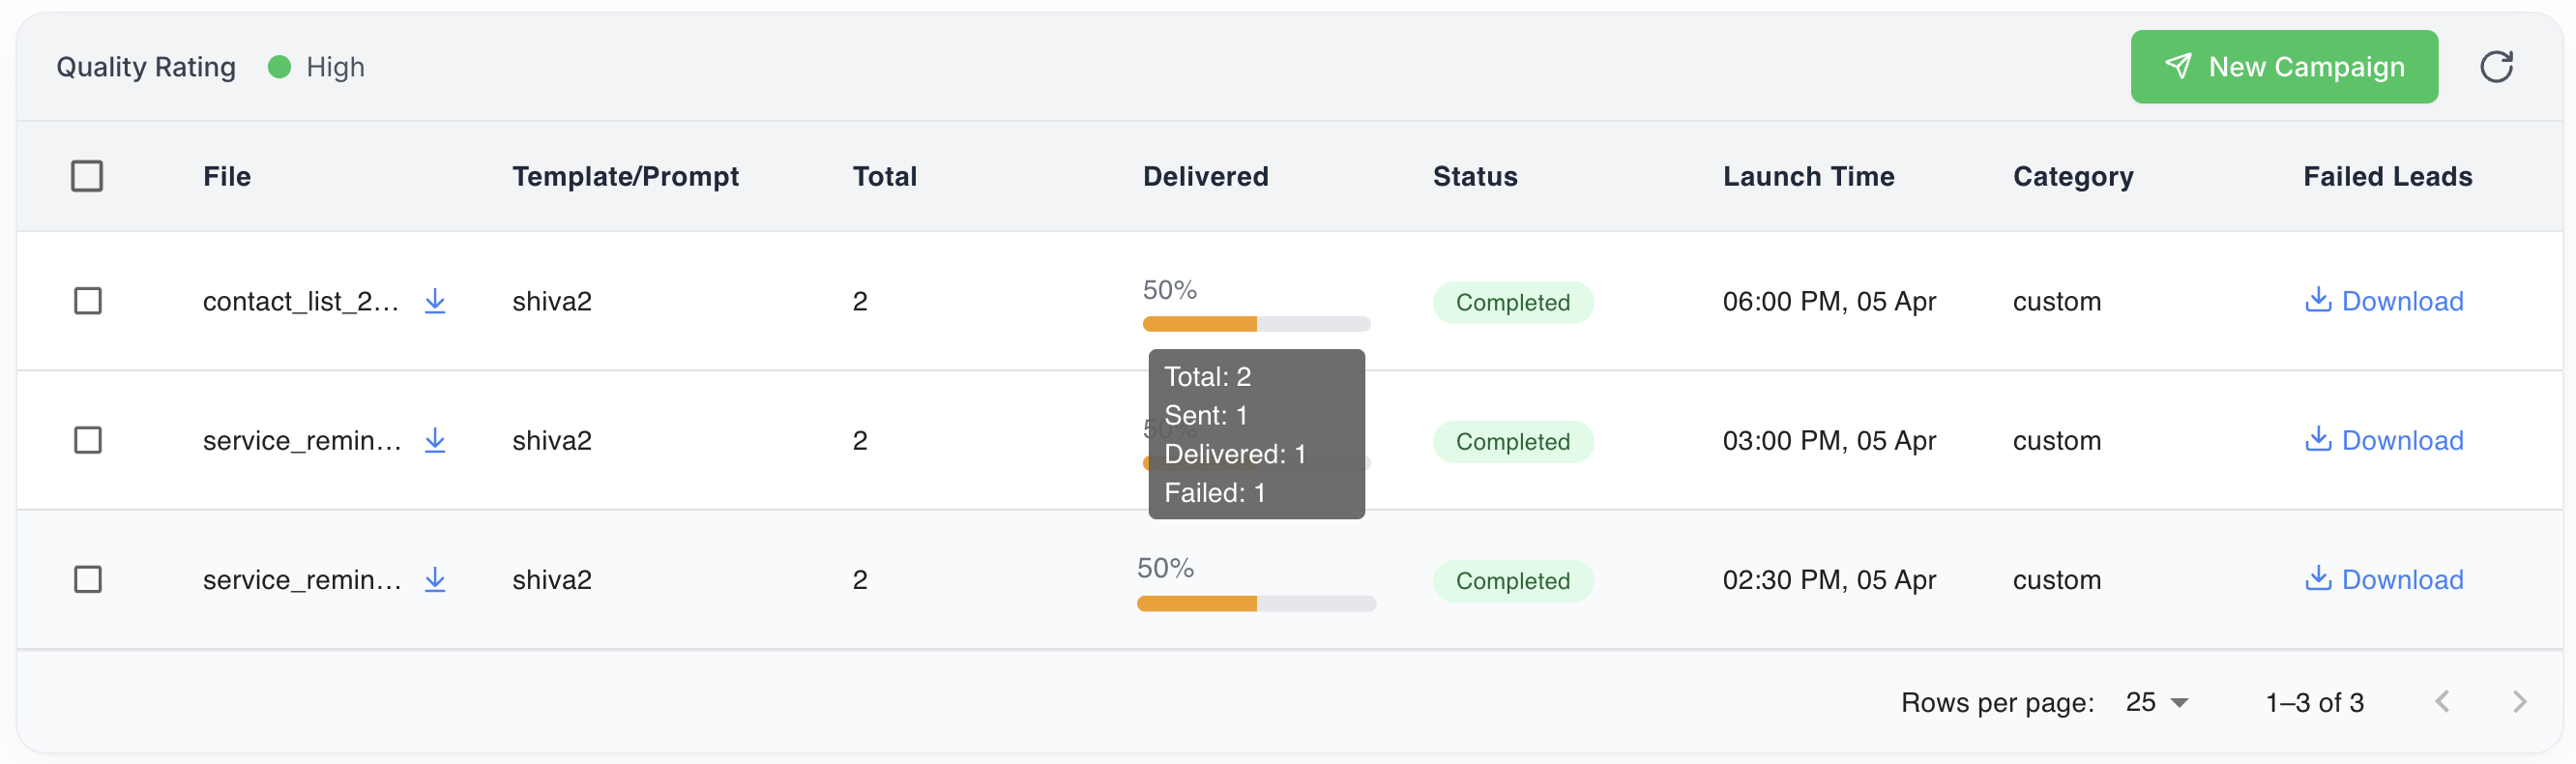 Quality Rating High New Campaign
File Template/Prompt Total Delivered Status Launch Time Category Failed Leads
50%
contact_list_2... shiva2 2 Completed 06:00 PM, 05 Apr custom Download
Total: 2
Sent: 1
50%
service_remin... shiva2 2 Completed 03:00 PM, 05 Apr custom Download
Delivered: 1
Failed: 1
50%
service_remin... shiva2 2 Completed 02:30 PM, 05 Apr custom Download
Rows per page: 25 1–3 of 3